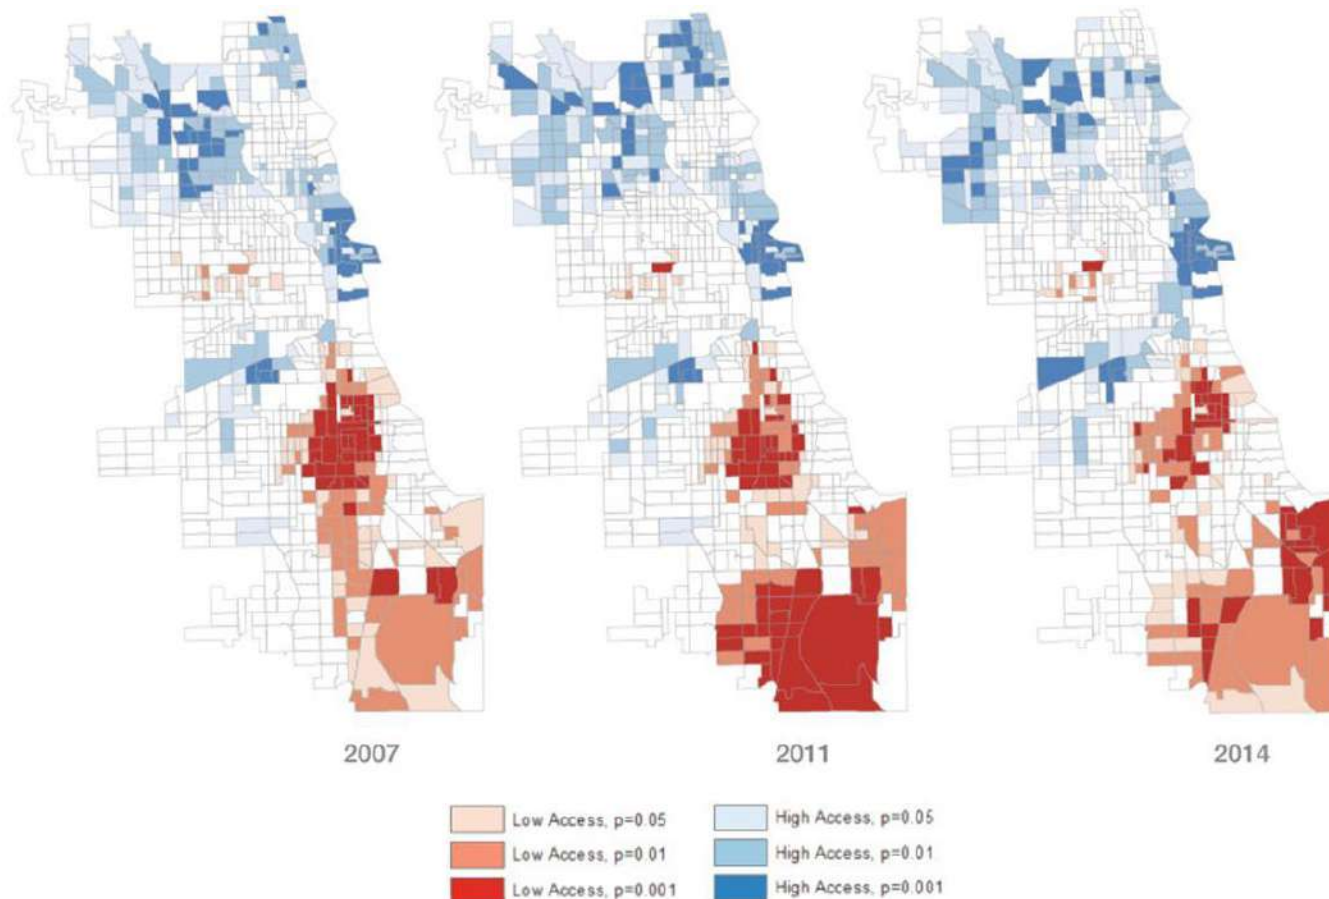 2007 2011 2014
Low Access, p=0.05 High Access, p=0.05
Low Access, p=0.01 High Access, p=0.01
Low Access, p=0.001 High Access, p=0.001